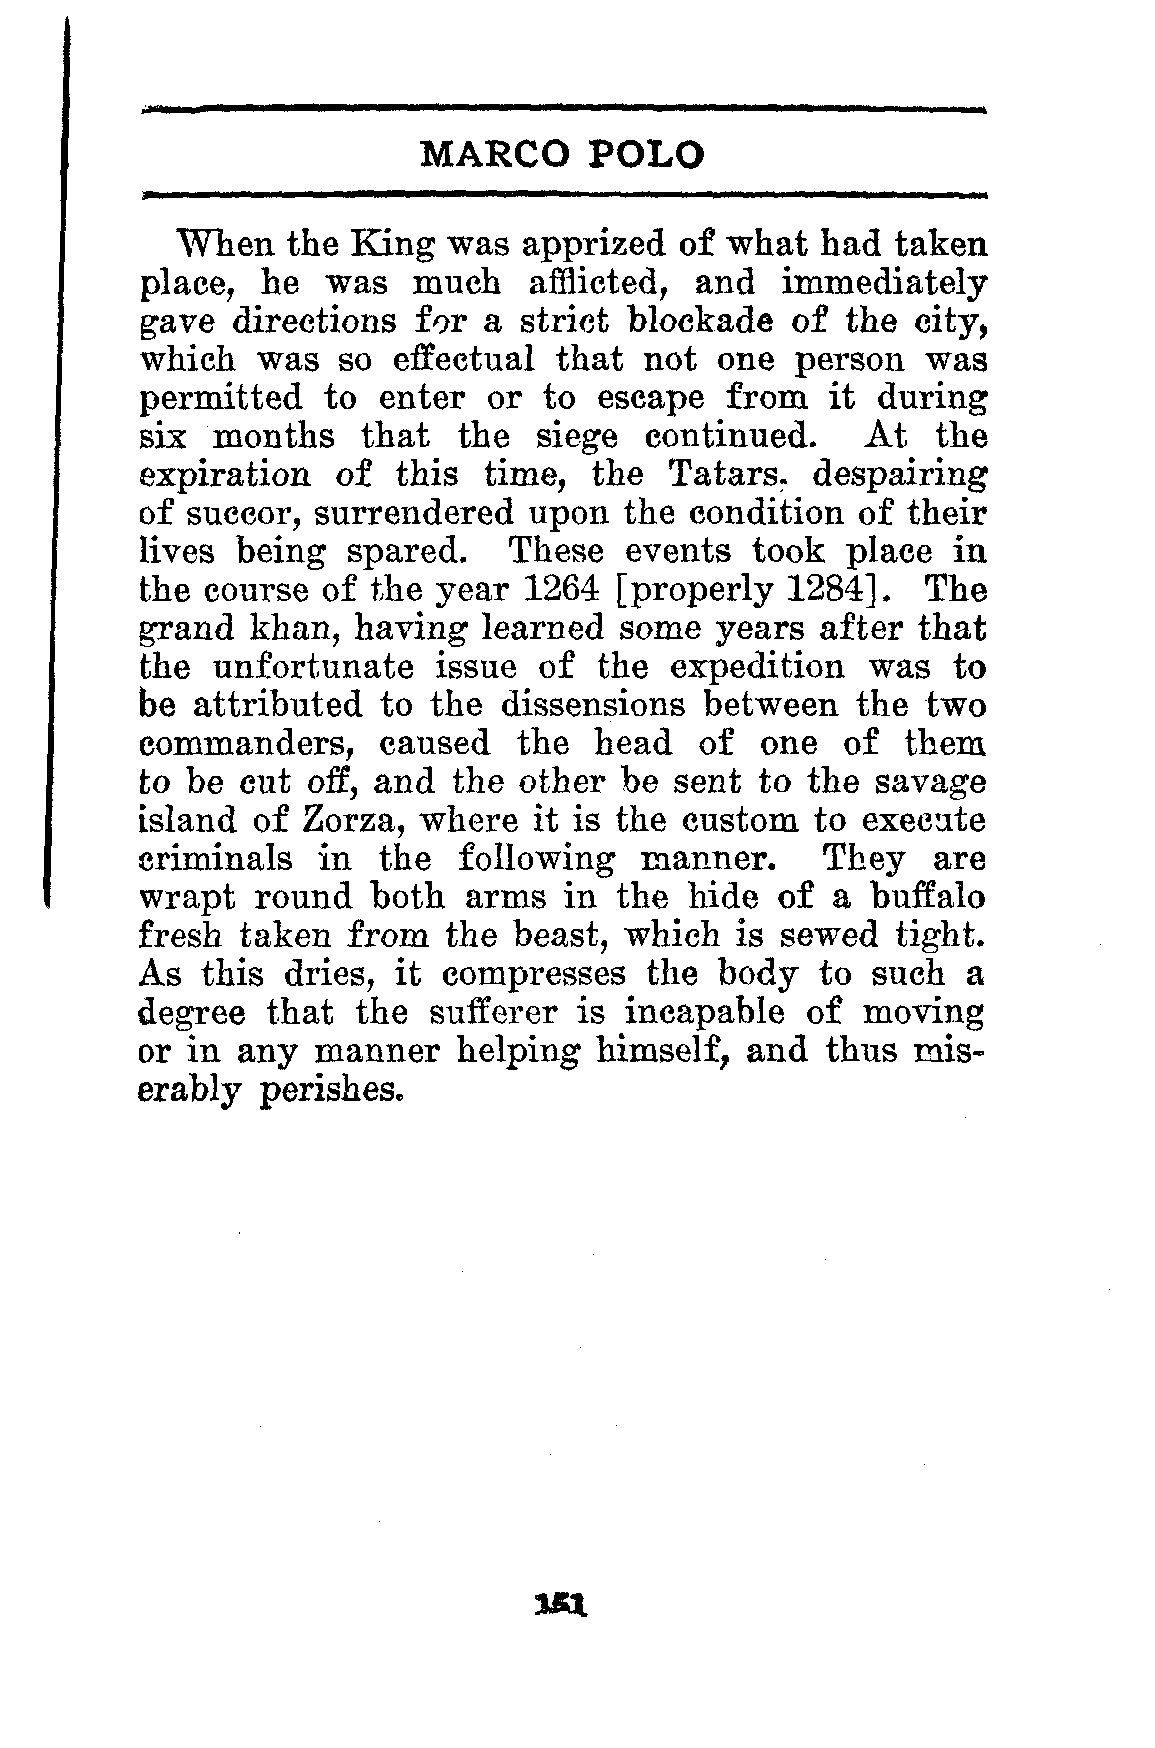 MARCO POLO
When the King was apprized of what had taken
place, he was much afflicted, and immediately
gave directions for a strict blockade of the city,
which was so effectual that not one person was
permitted to enter or to escape from it during
six months that the siege continued. At the
expiration of this time, the Tatars, despairing
of succor, surrendered upon the condition of their
lives being spared. These events took place in
the course of the year 1264 [properly 1284]. The
grand khan, having learned some years after that
the unfortunate issue of the expedition was to
be attributed to the dissensions between the two
commanders, caused the head of one of them
to be cut off, and the other be sent to the savage
island of Zorza, where it is the custom to execute
criminals in the following manner. They are
wrapt round both arms in the hide of a buffalo
fresh taken from the beast, which is sewed tight.
As this dries, it compresses the body to such a
degree that the sufferer is incapable of moving
or in any manner helping himself, and thus mis-
erably perishes.
151